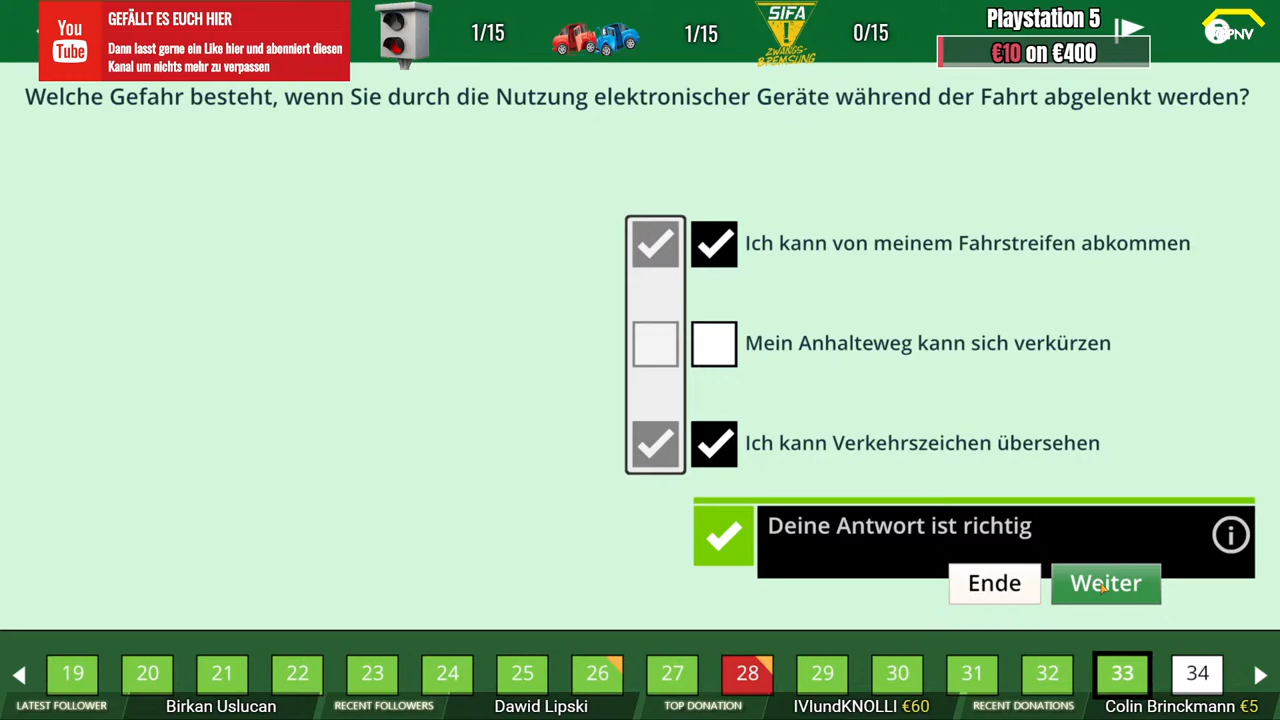 You
Tube
GEFÄLLT ES EUCH HIER
Dann lasst gerne ein Like hier und abonniert diesen
Kanal um nichts mehr zu verpassen
1/15
1/15
SIFA
ZWANGS-
BREMSUNG
0/15
Playstation 5
€10 on €400
Welche Gefahr besteht, wenn Sie durch die Nutzung elektronischer Geräte während der Fahrt abgelenkt werden?
Ich kann von meinem Fahrstreifen abkommen
Mein Anhalteweg kann sich verkürzen
Ich kann Verkehrszeichen übersehen
Deine Antwort ist richtig
Ende
Weiter
19 20 21 22 23 24 25 26 27 28 29 30 31 32 33 34
LATEST FOLLOWER Birkan Uslucan RECENT FOLLOWERS Dawid Lipski TOP DONATION IVlundKNOLLI €60 RECENT DONATIONS Colin Brinckmann €5